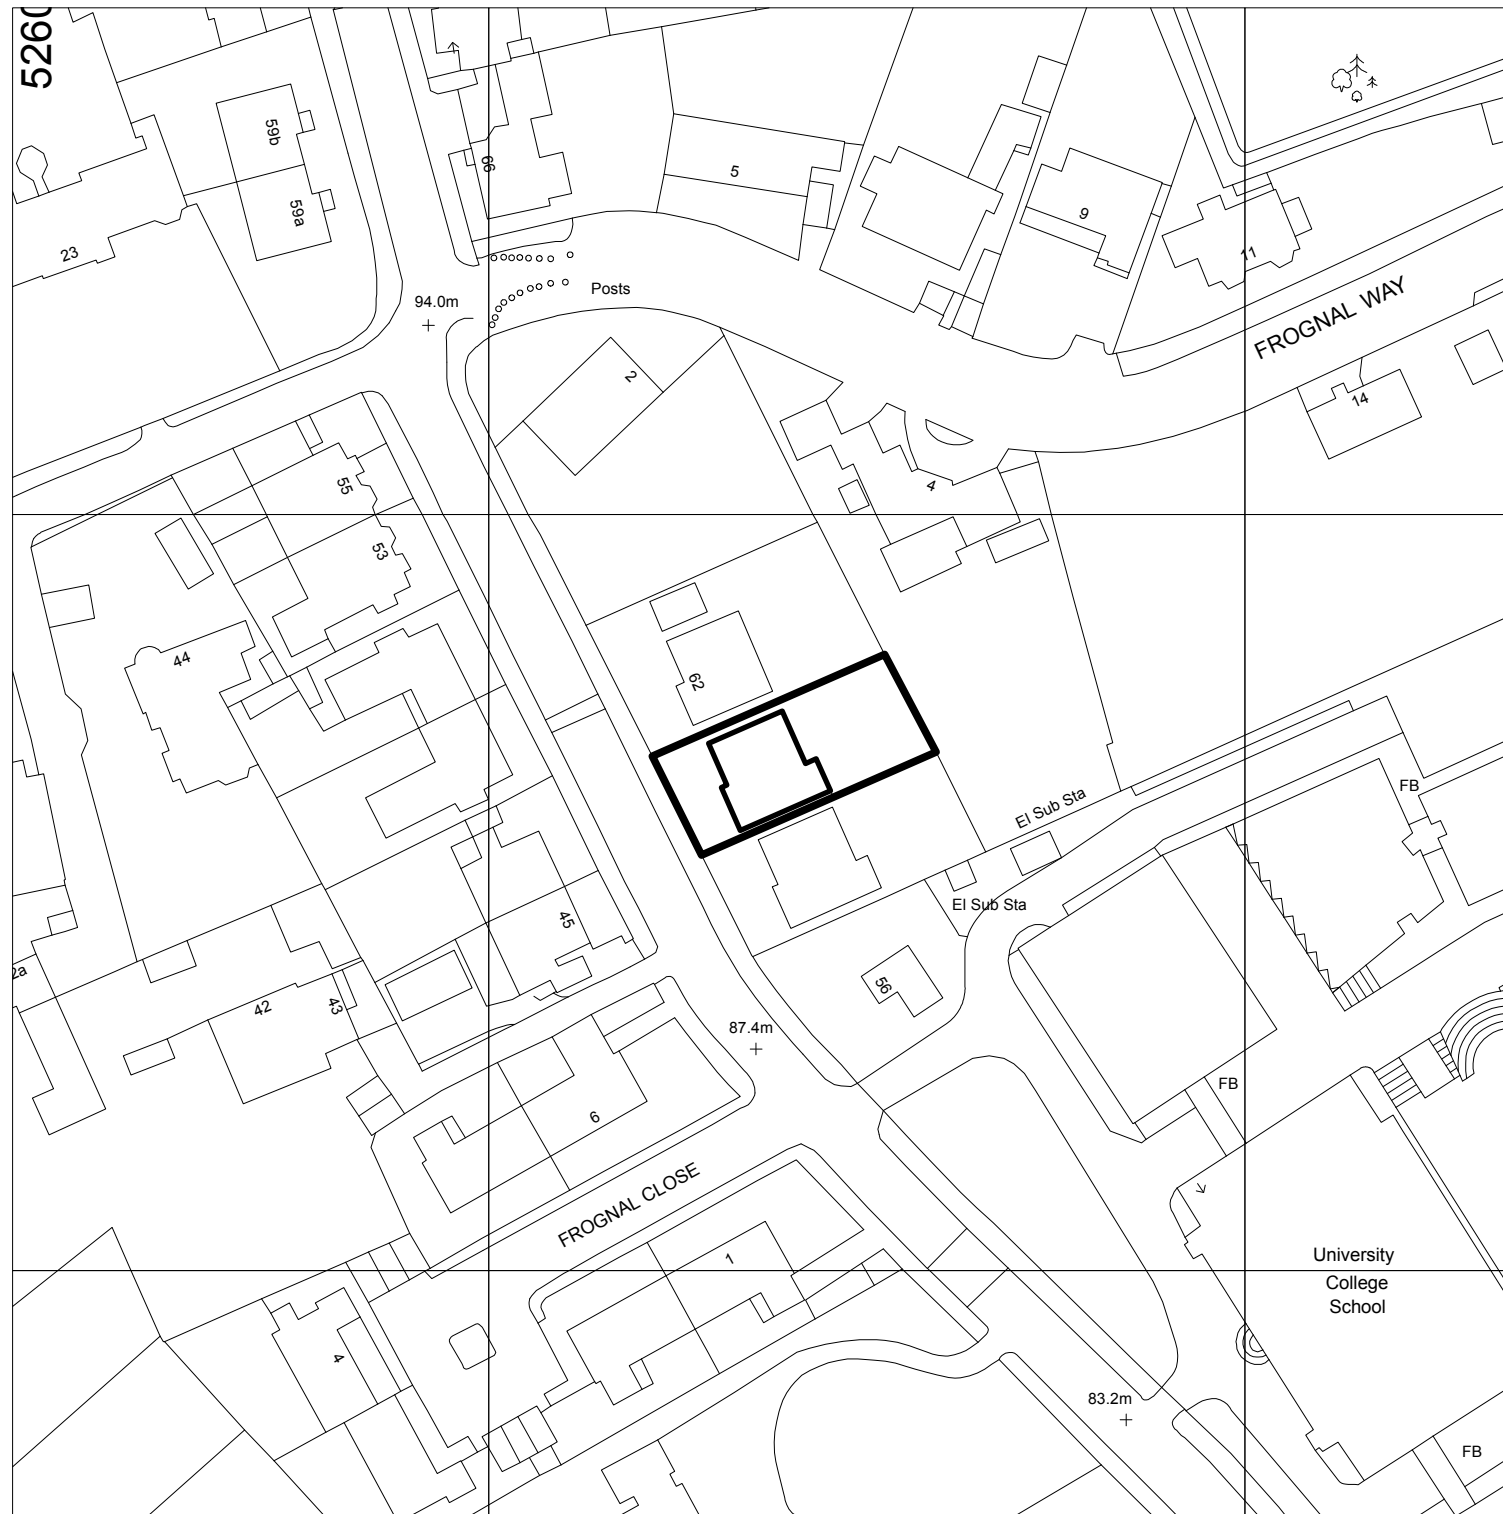 5260
59b
59a
66
5
9
11
23
94.0m
Posts
FROGNAL WAY
2
14
55
4
53
44
62
FB
El Sub Sta
El Sub Sta
45
2a
42
43
56
87.4m
FB
6
FROGNAL CLOSE
1
University
College
School
4
83.2m
FB